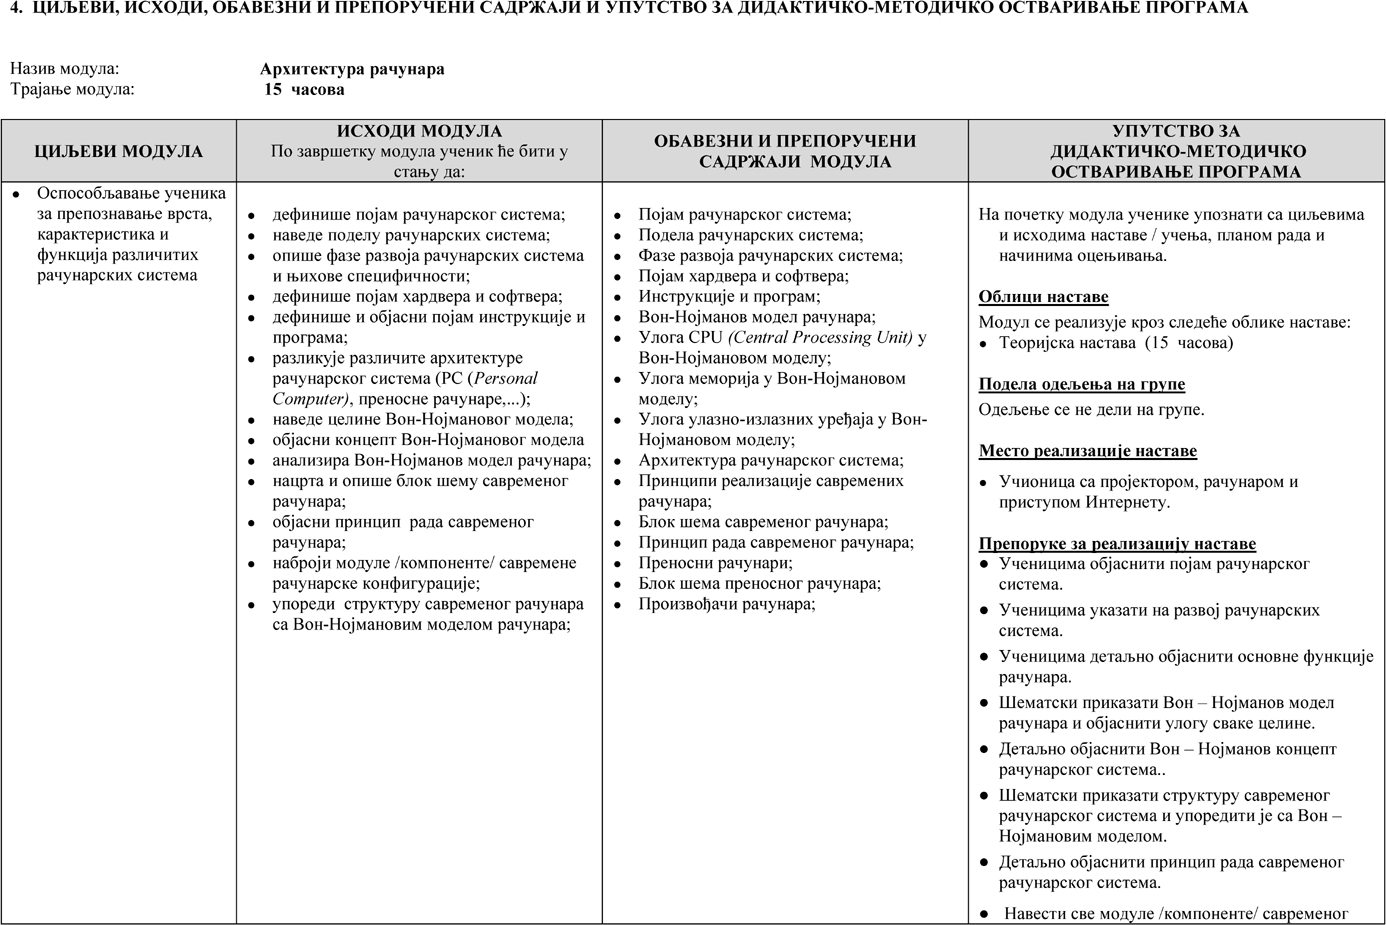 4. ЦИЉЕВИ, ИСХОДИ, ОБАВЕЗНИ И ПРЕПОРУЧЕНИ САДРЖАЈИ И УПУТСТВО ЗА ДИДАКТИЧКО-МЕТОДИЧКО ОСТВАРИВАЊЕ ПРОГРАМА
Назив модула: Архитектура рачунара
Трајање модула: 15 часова
ЦИЉЕВИ МОДУЛА
ИСХОДИ МОДУЛА
По завршетку модула ученик ће бити у
стању да:
ОБАВЕЗНИ И ПРЕПОРУЧЕНИ
САДРЖАЈИ МОДУЛА
УПУТСТВО ЗА
ДИДАКТИЧКО-МЕТОДИЧКО
ОСТВАРИВАЊЕ ПРОГРАМА
● Оспособљавање ученика
за препознавање врста,
карактеристика и
функција различитих
рачунарских система
● дефинише појам рачунарског система;
● наведе поделу рачунарских система;
● опише фазе развоја рачунарских система
и њихове специфичности;
● дефинише појам хардвера и софтвера;
● дефинише и објасни појам инструкције и
програма;
● разликује различите архитектуре
рачунарског система (PC (Personal
Computer), преносне рачунаре,...);
● наведе целине Вон-Нојмановог модела;
● објасни концепт Вон-Нојмановог модела
● анализира Вон-Нојманов модел рачунара;
● нацрта и опише блок шему савременог
рачунара;
● објасни принцип рада савременог
рачунара;
● наброји модуле /компоненте/ савремене
рачунарске конфигурације;
● упореди структуру савременог рачунара
са Вон-Нојмановим моделом рачунара;
● Појам рачунарског система;
● Подела рачунарских система;
● Фазе развоја рачунарских система;
● Појам хардвера и софтвера;
● Инструкције и програм;
● Вон-Нојманов модел рачунара;
● Улога CPU (Central Processing Unit) у
Вон-Нојмановом моделу;
● Улога меморија у Вон-Нојмановом
моделу;
● Улога улазно-излазних уређаја у Вон-
Нојмановом моделу;
● Архитектура рачунарског система;
● Принципи реализације савремених
рачунара;
● Блок шема савременог рачунара;
● Принцип рада савременог рачунара;
● Преносни рачунари;
● Блок шема преносног рачунара;
● Произвођачи рачунара;
На почетку модула ученике упознати са циљевима
и исходима наставе / учења, планом рада и
начинима оцењивања.
Облици наставе
Модул се реализује кроз следеће облике наставе:
● Теоријска настава (15 часова)
Подела одељења на групе
Одељење се не дели на групе.
Место реализације наставе
● Учионица са пројектором, рачунаром и
приступом Интернету.
Препоруке за реализацију наставе
● Ученицима објаснити појам рачунарског
система.
● Ученицима указати на развој рачунарских
система.
● Ученицима детаљно објаснити основне функције
рачунара.
● Шематски приказати Вон – Нојманов модел
рачунара и објаснити улогу сваке целине.
● Детаљно објаснити Вон – Нојманов концепт
рачунарског система..
● Шематски приказати структуру савременог
рачунарског система и упоредити је са Вон –
Нојмановим моделом.
● Детаљно објаснити принцип рада савременог
рачунарског система.
● Навести све модуле /компоненте/ савременог